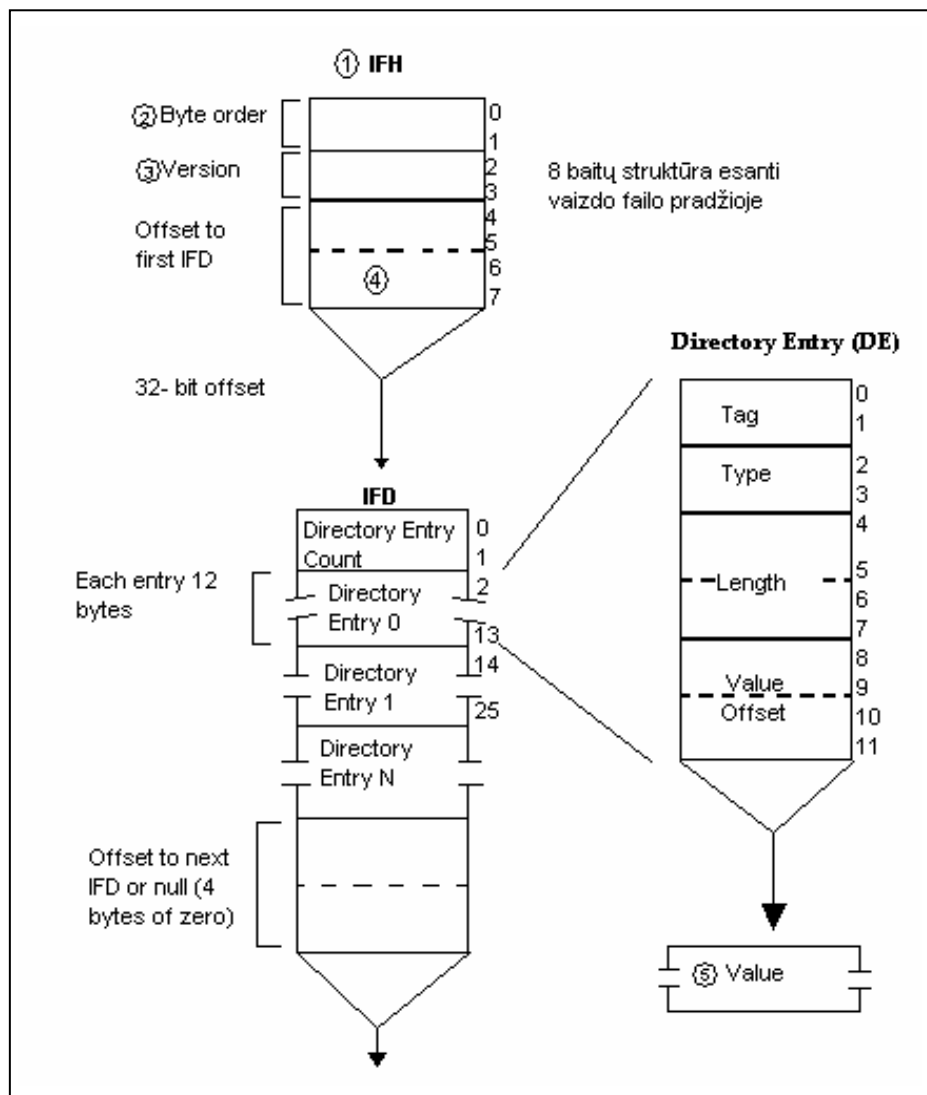 ① IFH
② Byte order
0
1
③ Version
2
3
8 baitų struktūra esanti
vaizdo failo pradžioje
Offset to
first IFD
4
5
6
7
④
32- bit offset
Directory Entry (DE)
Tag
0
1
Type
2
3
Length
4
5
6
7
Value
Offset
8
9
10
11
⑤ Value
IFD
Directory Entry
Count
0
1
Each entry 12
bytes
Directory
Entry 0
2
13
Directory
Entry 1
14
25
Directory
Entry N
Offset to next
IFD or null (4
bytes of zero)